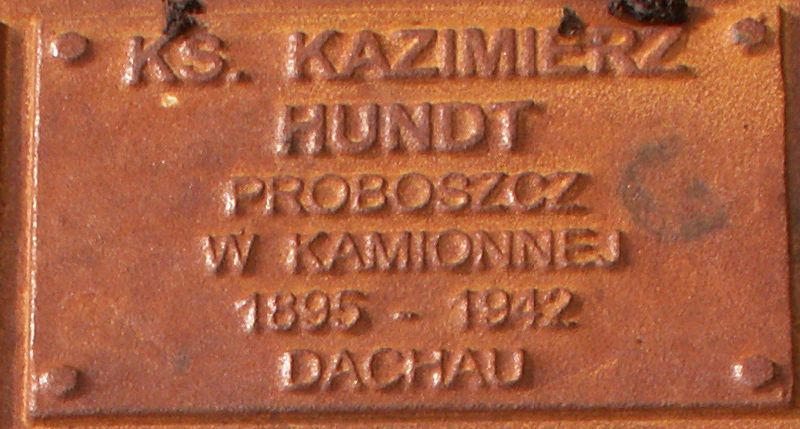 KS. KAZIMIERZ
HUNDT
PROBOSZCZ
W KAMIONNEJ
1895 - 1942
DACHAU